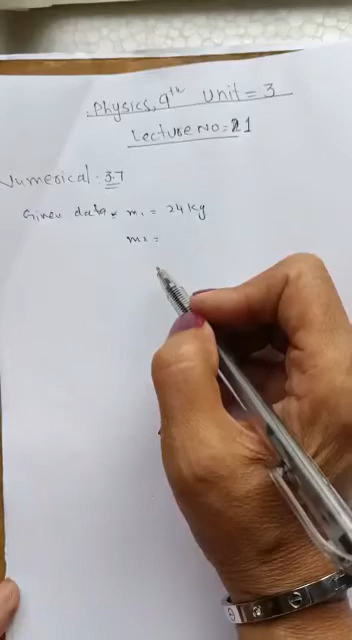 Physics, 9th Unit = 3
Lecture No: 21
Numerical: 3.7
Given data m1 = 24 kg
m2 =